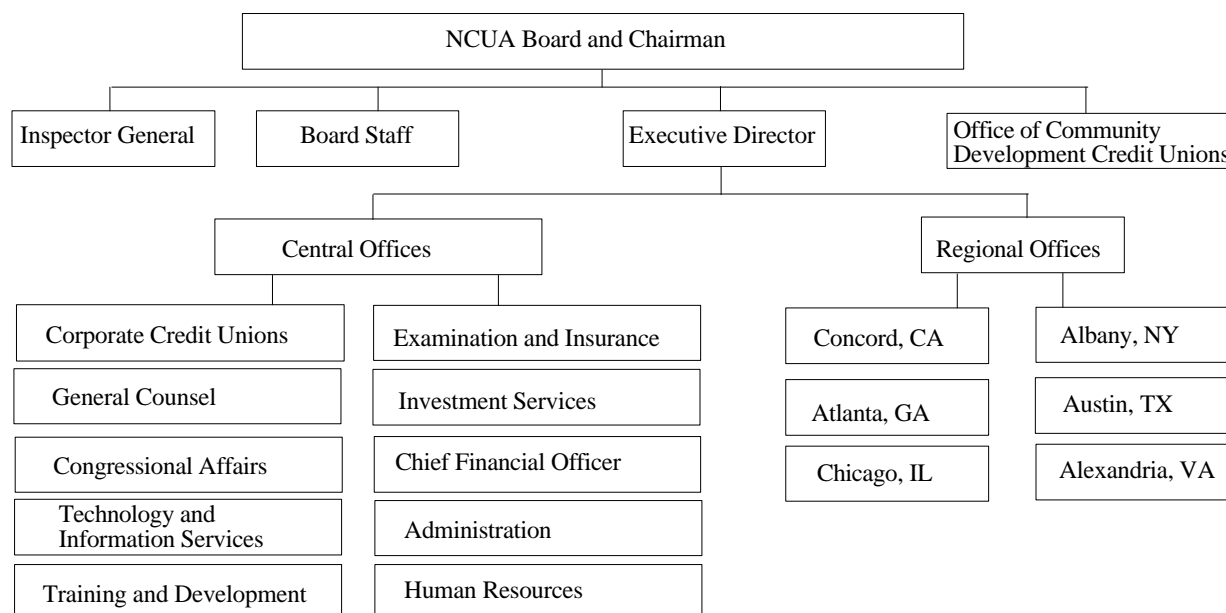 NCUA Board and Chairman
Inspector General
Board Staff
Executive Director
Office of Community
Development Credit Unions
Central Offices
Regional Offices
Corporate Credit Unions
Examination and Insurance
Concord, CA
Albany, NY
General Counsel
Investment Services
Atlanta, GA
Austin, TX
Congressional Affairs
Chief Financial Officer
Chicago, IL
Alexandria, VA
Technology and
Information Services
Administration
Training and Development
Human Resources